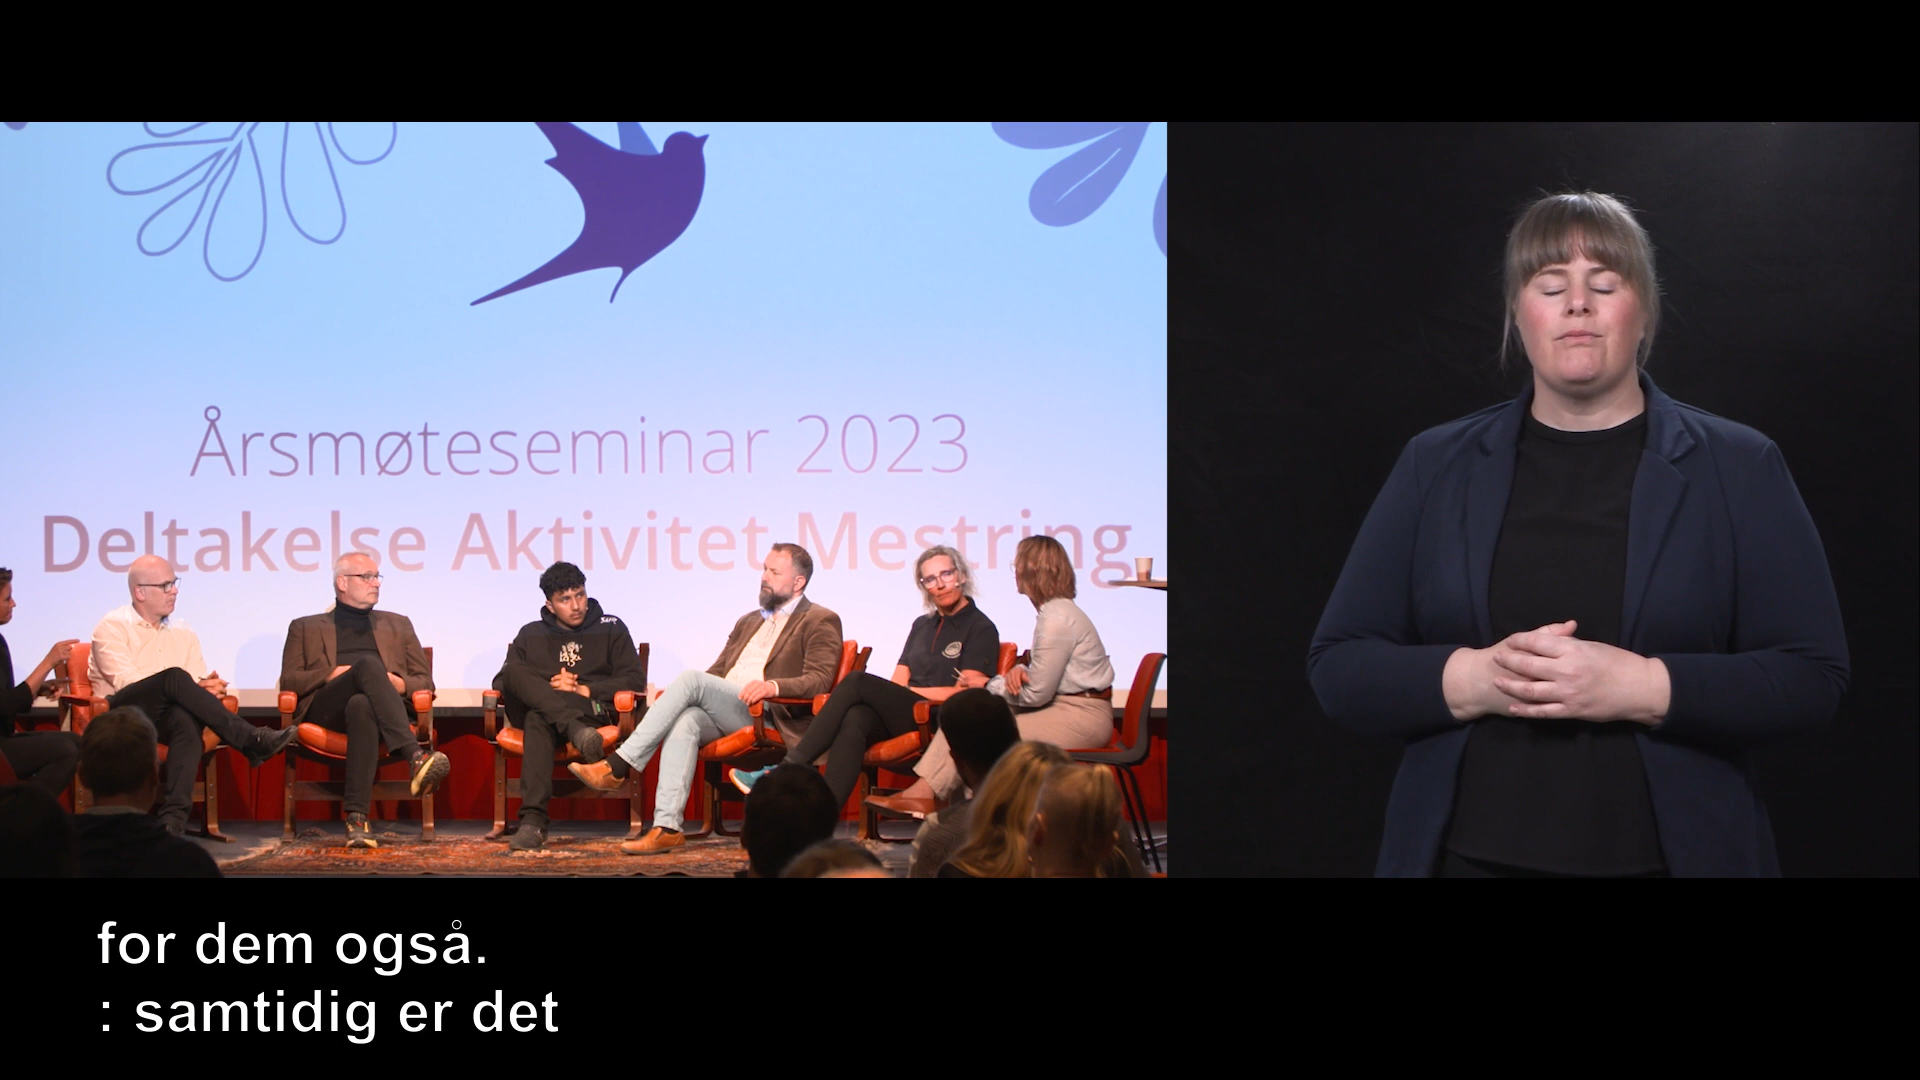 Årsmøteseminar 2023
Deltakelse Aktivitet Mestring
for dem også.
: samtidig er det